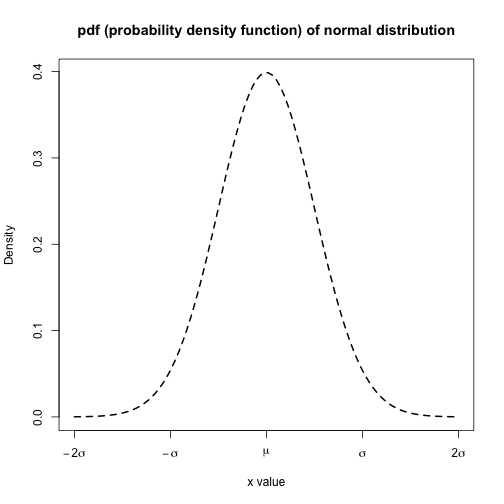 pdf (probability density function) of normal distribution
0.4
0.3
0.2
0.1
0.0
Density
−2σ −σ μ σ 2σ
x value